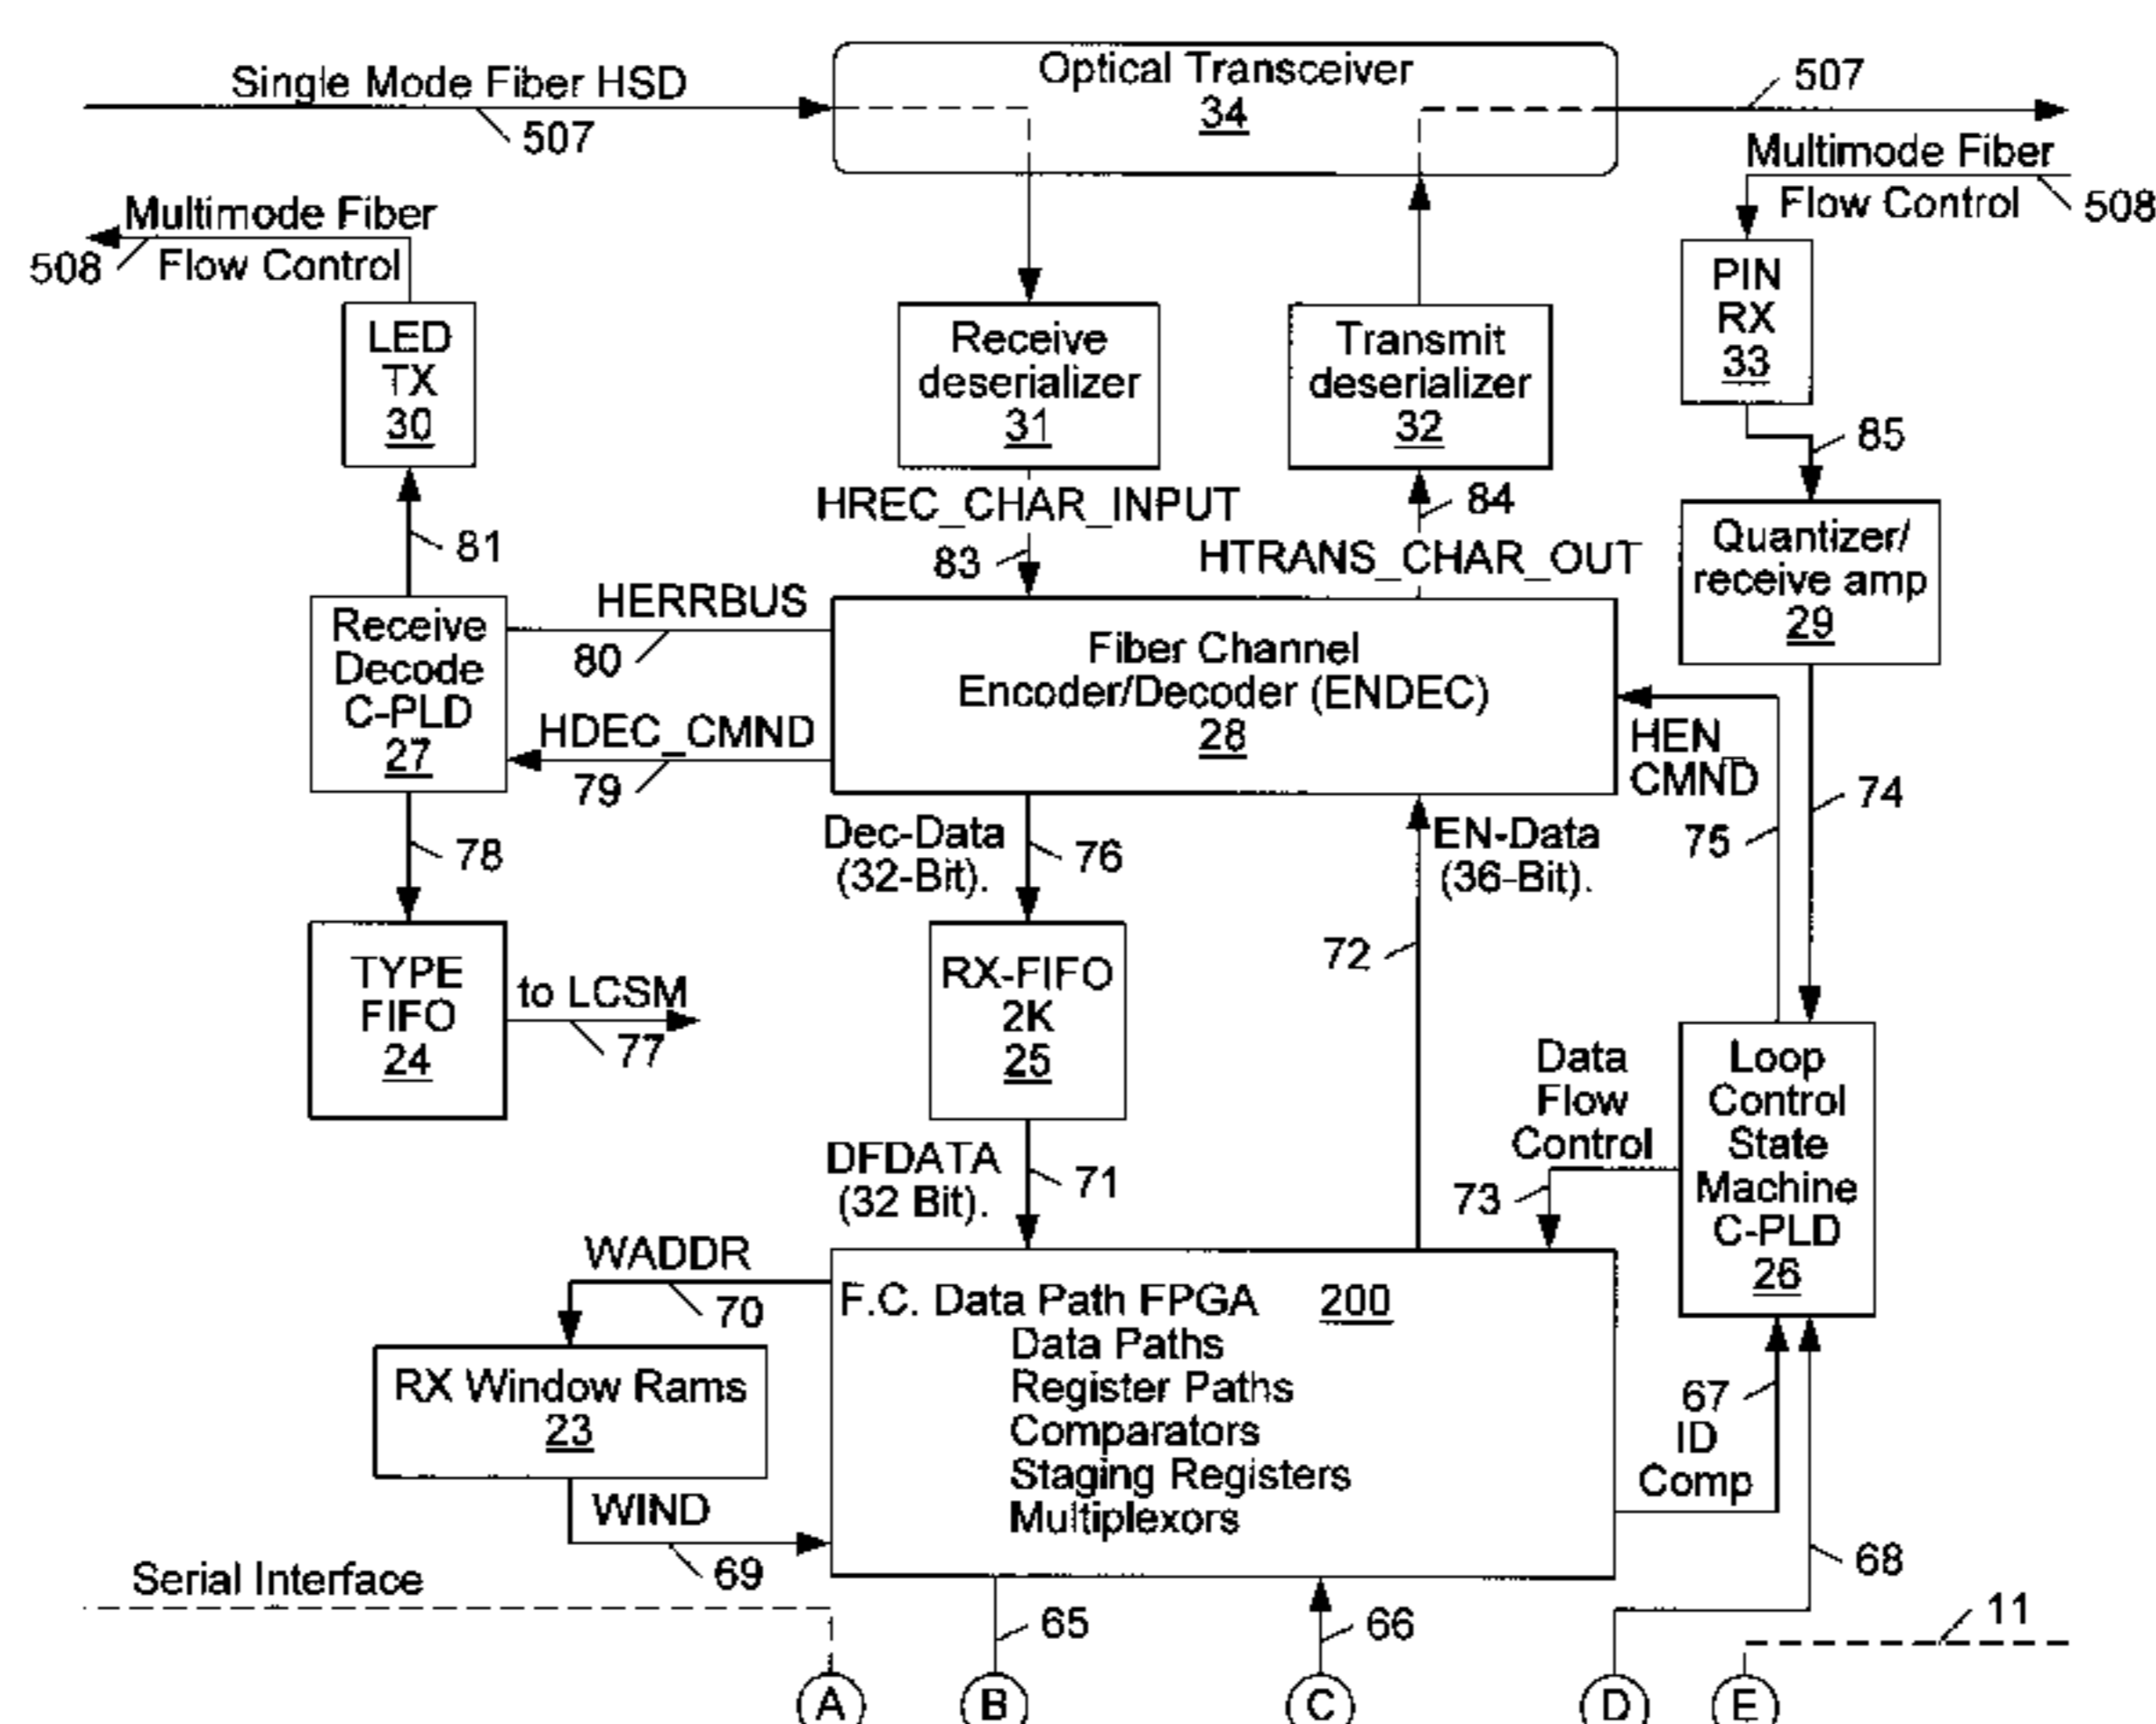 Single Mode Fiber HSD
507
Optical Transceiver
34
507
Multimode Fiber
Flow Control
508
Multimode Fiber
Flow Control
508
LED
TX
30
Receive
deserializer
31
Transmit
deserializer
32
PIN
RX
33
85
81
HREC_CHAR_INPUT
83
84
HTRANS_CHAR_OUT
Quantizer/
receive amp
29
Receive
Decode
C-PLD
27
HERRBUS
80
HDEC_CMND
79
Fiber Channel
Encoder/Decoder (ENDEC)
28
HEN_
CMND
75
74
78
Dec-Data
(32-Bit).
76
EN-Data
(36-Bit).
72
TYPE
FIFO
24
to LCSM
77
RX-FIFO
2K
25
Data
Flow
Control
73
Loop
Control
State
Machine
C-PLD
26
DFDATA
(32 Bit).
71
WADDR
70
RX Window Rams
23
WIND
69
F.C. Data Path FPGA 200
Data Paths
Register Paths
Comparators
Staging Registers
Multiplexors
67
ID
Comp
68
Serial Interface
65
66
11
A
B
C
D
E